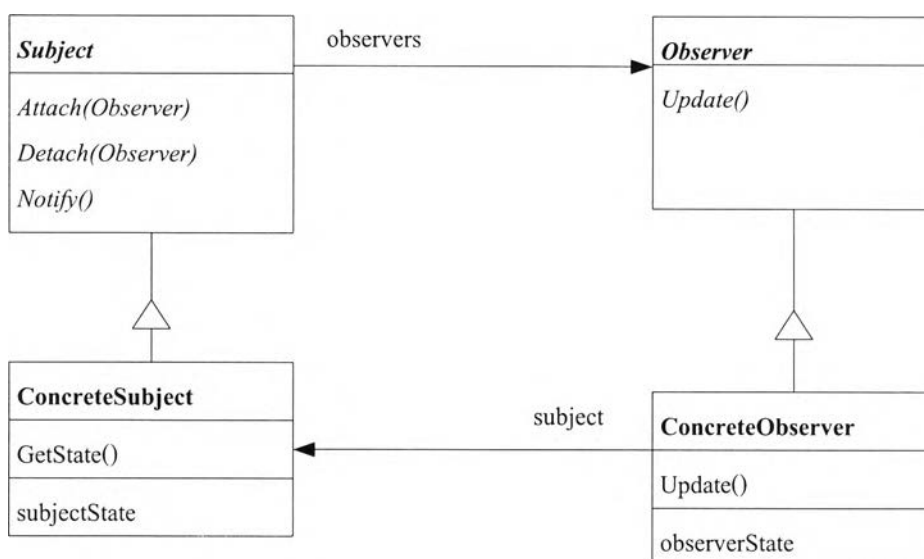 Subject
Attach(Observer)
Detach(Observer)
Notify()
observers
Observer
Update()
ConcreteSubject
GetState()
subjectState
subject
ConcreteObserver
Update()
observerState